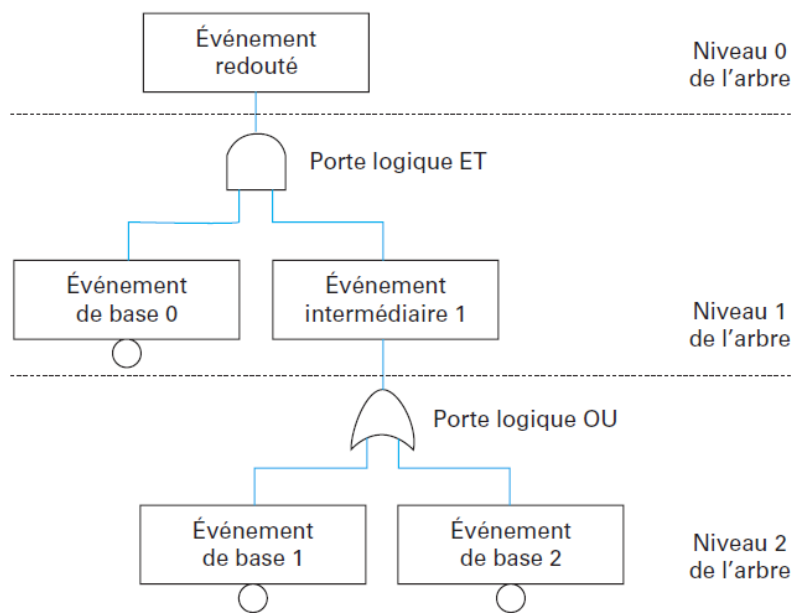 Événement
redouté
Niveau 0
de l'arbre
Porte logique ET
Événement
de base 0
Événement
intermédiaire 1
Niveau 1
de l'arbre
Porte logique OU
Événement
de base 1
Événement
de base 2
Niveau 2
de l'arbre